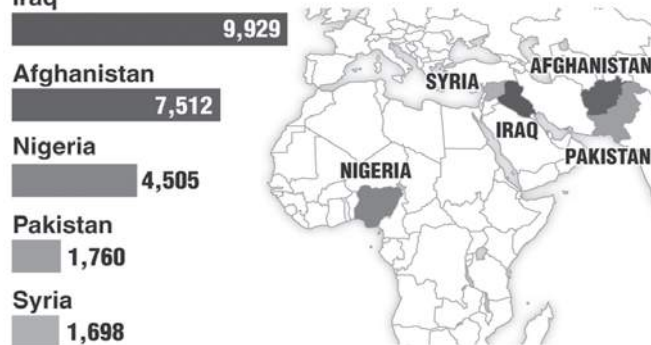 Iraq
9,929
Afghanistan
7,512
Nigeria
4,505
Pakistan
1,760
Syria
1,698
SYRIA
AFGHANISTAN
IRAQ
PAKISTAN
NIGERIA